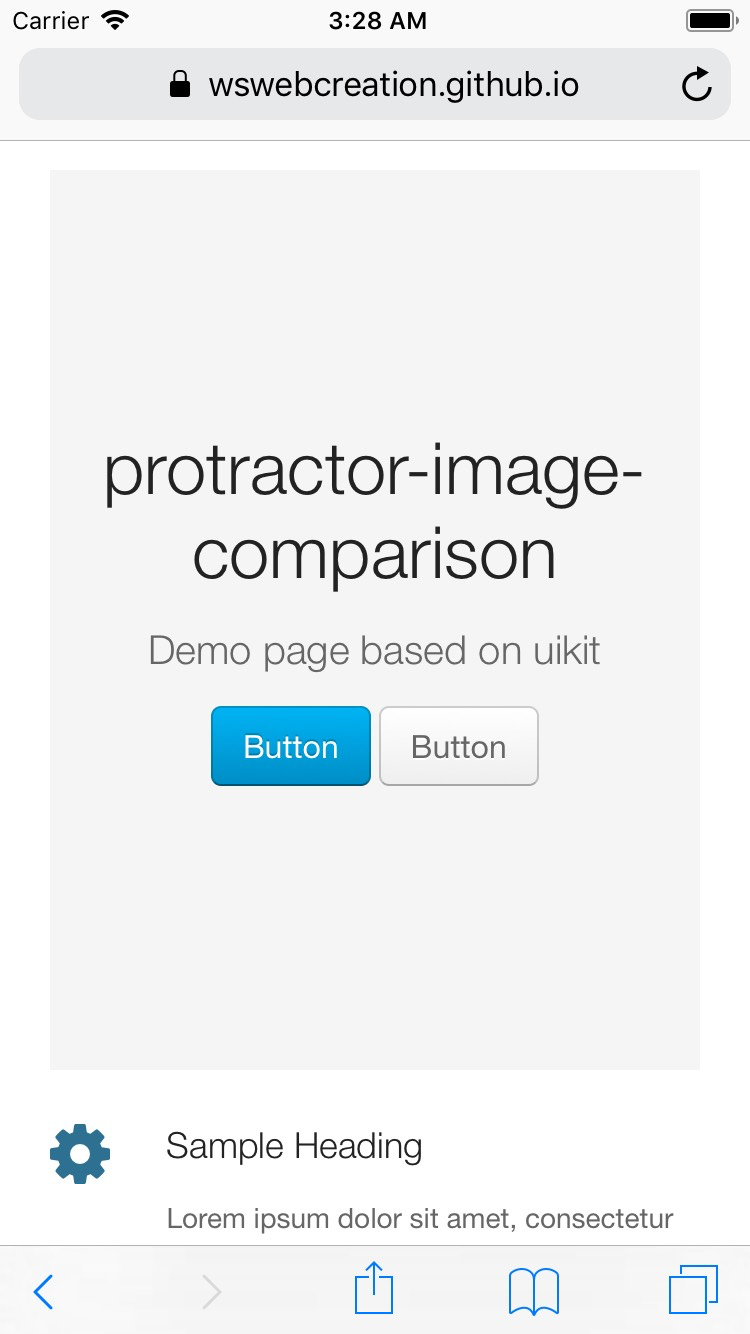 Carrier 3:28 AM
wswebcreation.github.io
protractor-image-
comparison
Demo page based on uikit
Button Button
Sample Heading
Lorem ipsum dolor sit amet, consectetur